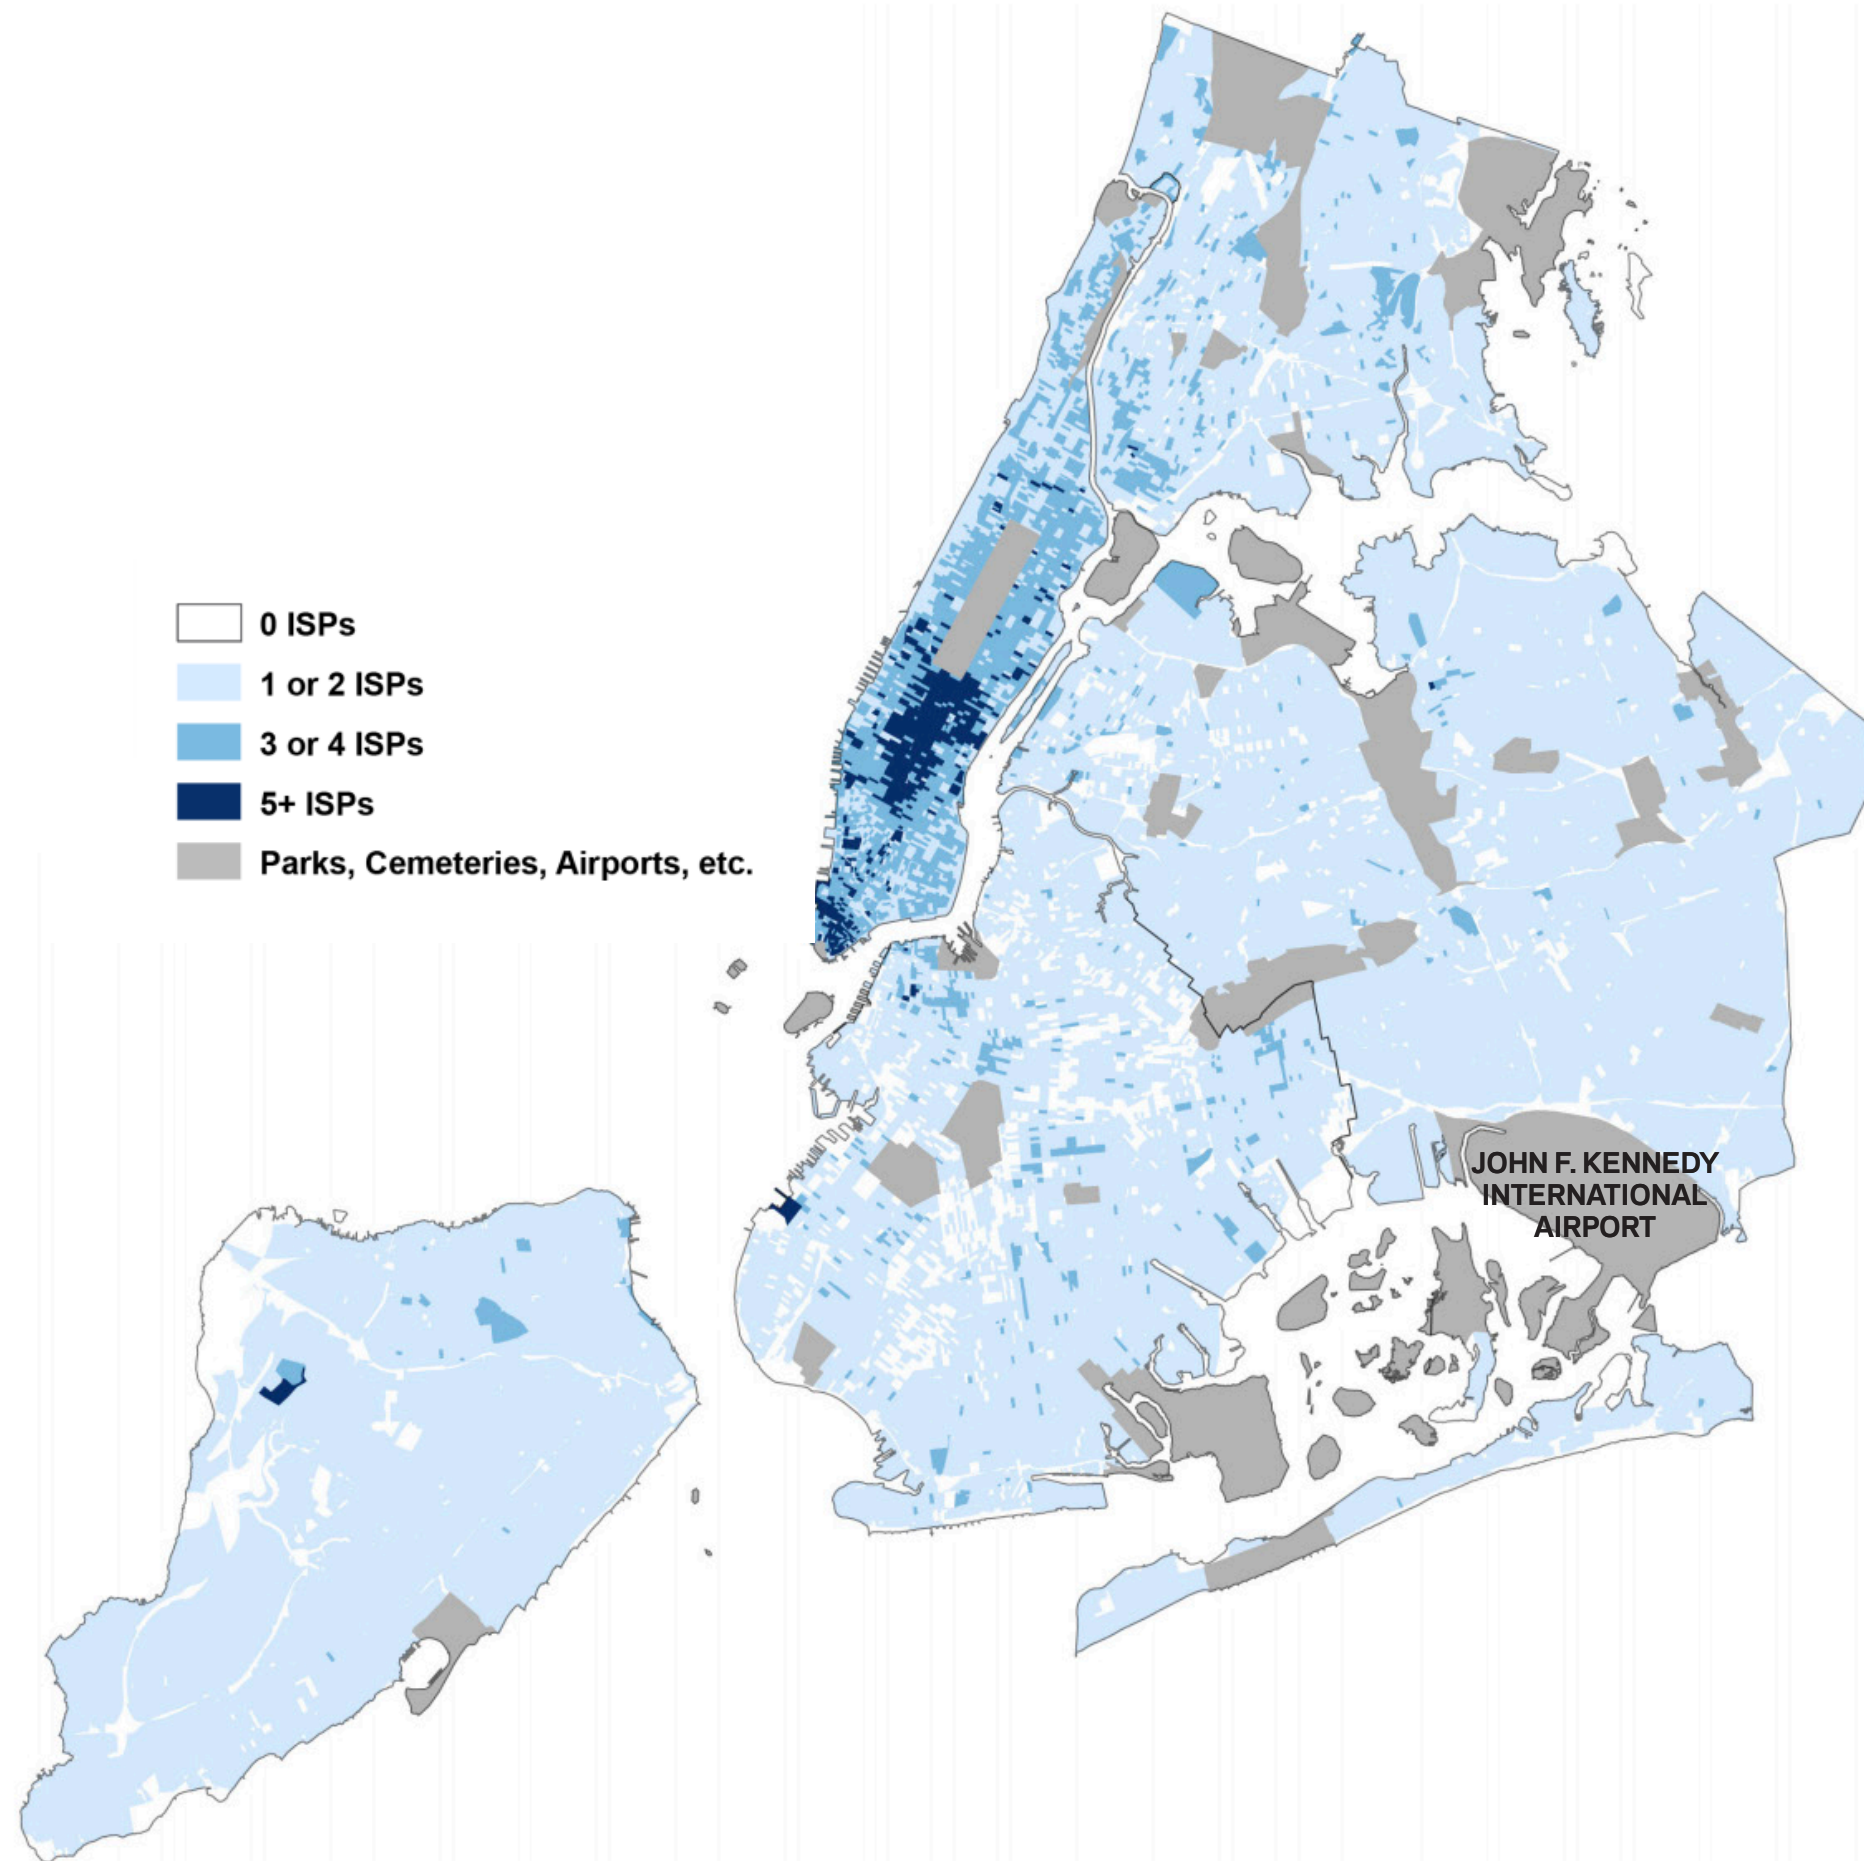 0 ISPs
1 or 2 ISPs
3 or 4 ISPs
5+ ISPs
Parks, Cemeteries, Airports, etc.
JOHN F. KENNEDY
INTERNATIONAL
AIRPORT